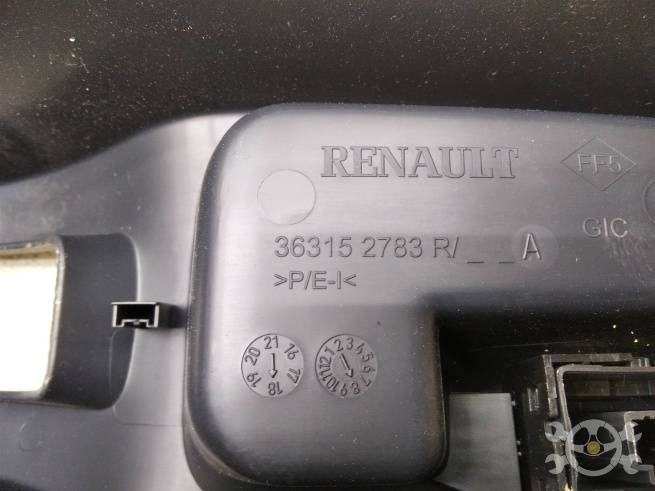 RENAULT
FF5
G/C
36315 2783 R/_ _ A
>P/E-I<
16 17 18 19 20 21
1 2 3 4 5 6 7 8 9 10 11 12